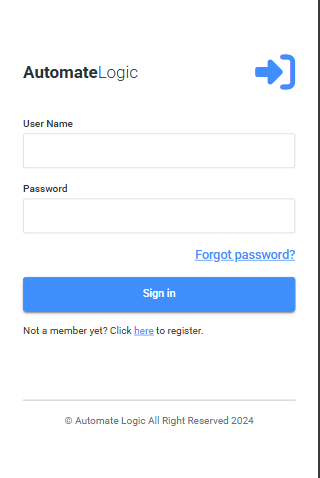 AutomateLogic
User Name
Password
Forgot password?
Sign in
Not a member yet? Click here to register.
© Automate Logic All Right Reserved 2024